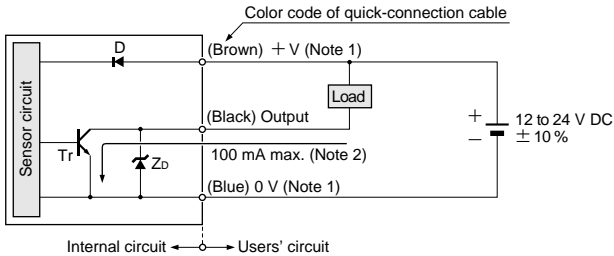 Color code of quick-connection cable
D
(Brown) +V (Note 1)
Load
(Black) Output
+
12 to 24 V DC
−
± 10 %
Sensor circuit
Tr
ZD
100 mA max. (Note 2)
(Blue) 0 V (Note 1)
Internal circuit
Users' circuit